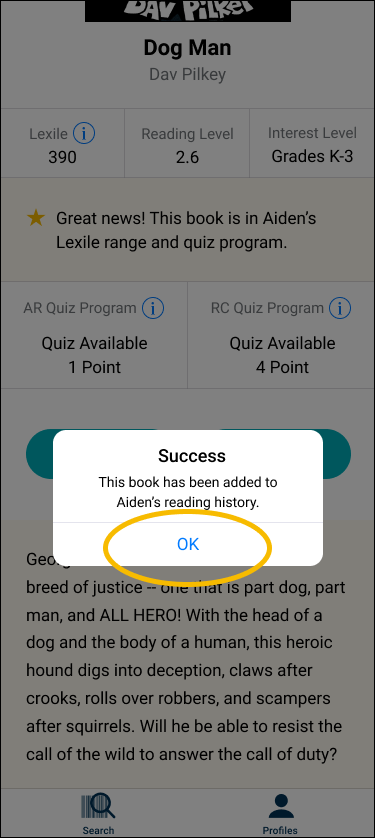 DAV PILKEY
Dog Man
Dav Pilkey
Lexile i
390
Reading Level
2.6
Interest Level
Grades K-3
Great news! This book is in Aiden's
Lexile range and quiz program.
AR Quiz Program i
Quiz Available
1 Point
RC Quiz Program i
Quiz Available
4 Point
Success
This book has been added to
Aiden's reading history.
OK
breed of justice -- one that is part dog, part
man, and ALL HERO! With the head of a
dog and the body of a human, this heroic
hound digs into deception, claws after
crooks, rolls over robbers, and scampers
after squirrels. Will he be able to resist the
call of the wild to answer the call of duty?
Search
Profiles